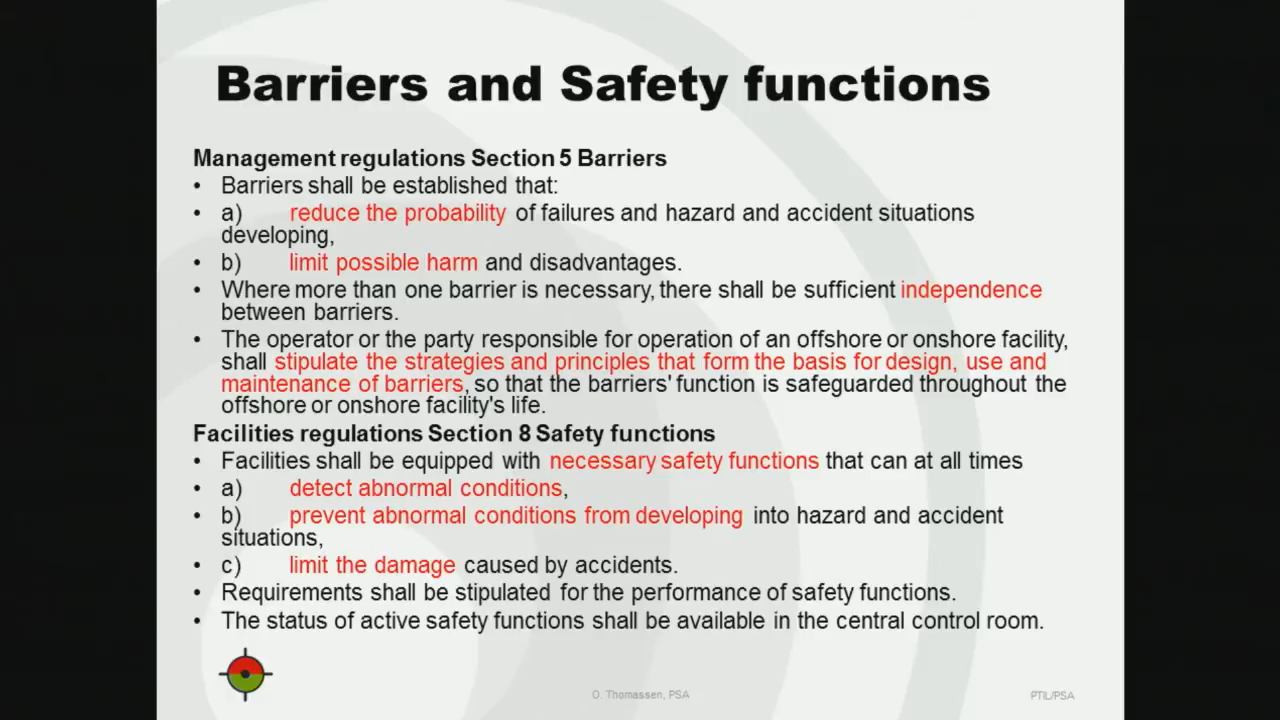 Barriers and Safety functions
Management regulations Section 5 Barriers
• Barriers shall be established that:
• a) reduce the probability of failures and hazard and accident situations
developing,
• b) limit possible harm and disadvantages.
• Where more than one barrier is necessary, there shall be sufficient independence
between barriers.
• The operator or the party responsible for operation of an offshore or onshore facility,
shall stipulate the strategies and principles that form the basis for design, use and
maintenance of barriers, so that the barriers' function is safeguarded throughout the
offshore or onshore facility's life.
Facilities regulations Section 8 Safety functions
• Facilities shall be equipped with necessary safety functions that can at all times
• a) detect abnormal conditions,
• b) prevent abnormal conditions from developing into hazard and accident
situations,
• c) limit the damage caused by accidents.
• Requirements shall be stipulated for the performance of safety functions.
• The status of active safety functions shall be available in the central control room.
O. Thomassen, PSA
PTIL/PSA